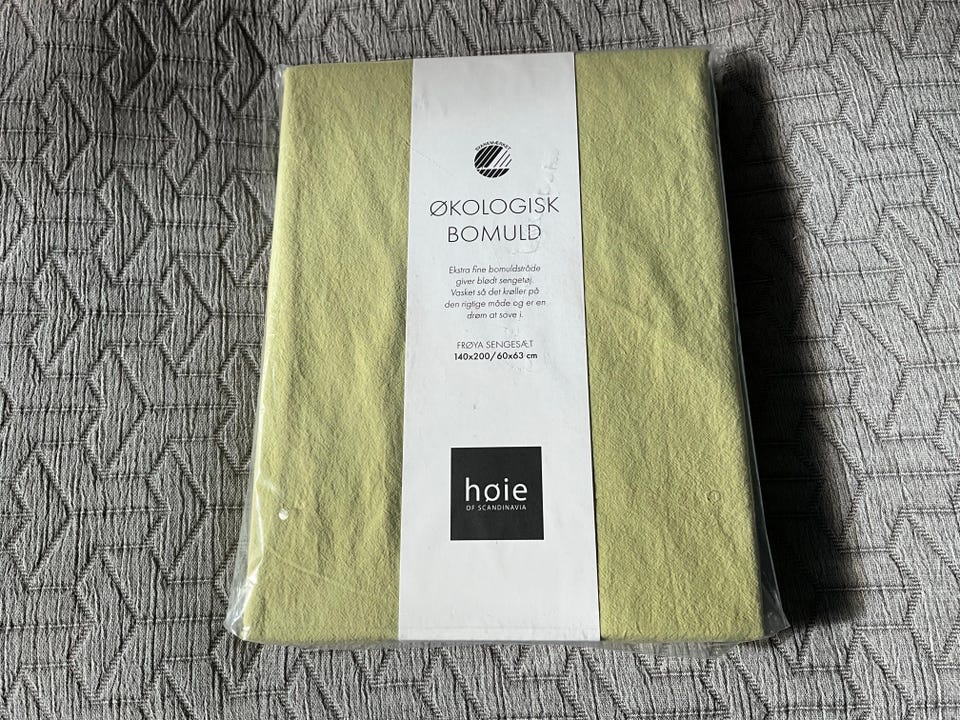 SVANEMÆRKET
ØKOLOGISK
BOMULD
Ekstra fine bomuldstråde
giver blødt sengetøj.
Vasket så det krøller på
den rigtige måde og er en
drøm at sove i.
FRØYA SENGESÆT
140x200/60x63 cm
høie
OF SCANDINAVIA